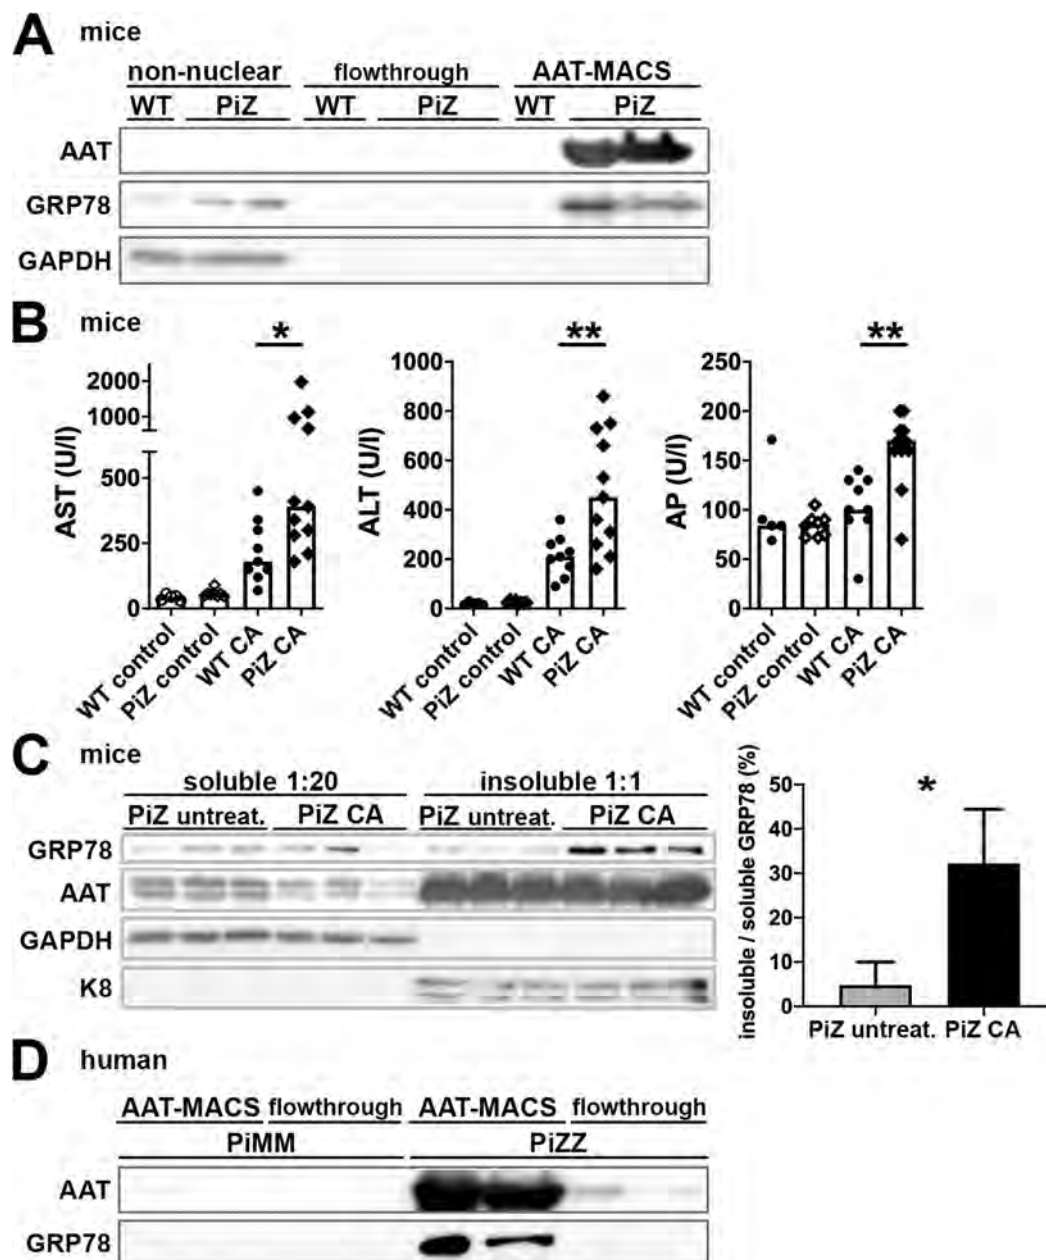 A mice
non-nuclear flowthrough AAT-MACS
WT PiZ WT PiZ WT PiZ
AAT
GRP78
GAPDH
B mice
AST (U/l)
2000
1000
500
250
0
*
WT control
PiZ control
WT CA
PiZ CA
ALT (U/l)
1000
800
600
400
200
0
**
WT control
PiZ control
WT CA
PiZ CA
AP (U/l)
250
200
150
100
50
0
**
WT control
PiZ control
WT CA
PiZ CA
C mice
soluble 1:20 insoluble 1:1
PiZ untreat. PiZ CA PiZ untreat. PiZ CA
GRP78
AAT
GAPDH
K8
insoluble / soluble GRP78 (%)
50
40
30
20
10
0
*
PiZ untreat. PiZ CA
D human
AAT-MACS flowthrough AAT-MACS flowthrough
PiMM PiZZ
AAT
GRP78